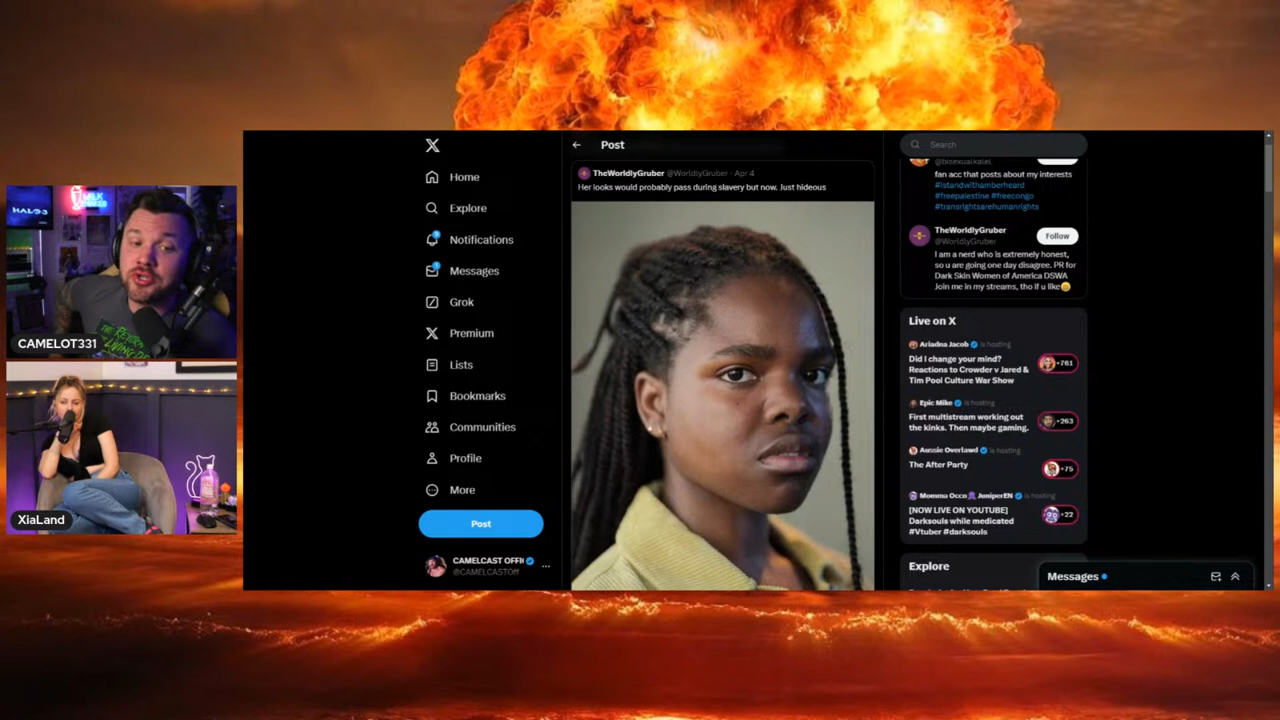 CAMELOT331
XiaLand
Home
Explore
Notifications
Messages
Grok
Premium
Lists
Bookmarks
Communities
Profile
More
Post
CAMELCAST OFFI
@CAMELCASTOff
Post
TheWorldlyGruber @WorldlyGruber · Apr 4
Her looks would probably pass during slavery but now. Just hideous
Search
@bisexualkalel
fan acc that posts about my interests
#istandwithamberheard
#freepalestine #freecongo
#transrightsarehumanrights
TheWorldlyGruber
@WorldlyGruber
Follow
I am a nerd who is extremely honest,
so u are going one day disagree. PR for
Dark Skin Women of America DSWA
Join me in my streams, tho if u like
Live on X
Ariadna Jacob is hosting
Did I change your mind?
Reactions to Crowder v Jared &
Tim Pool Culture War Show
+761
Epic Mike is hosting
First multistream working out
the kinks. Then maybe gaming.
+263
Aussie Overlawd is hosting
The After Party
+75
Momma Occo JuniperEN is hosting
[NOW LIVE ON YOUTUBE]
Darksouls while medicated
#Vtuber #darksouls
+22
Explore
Messages